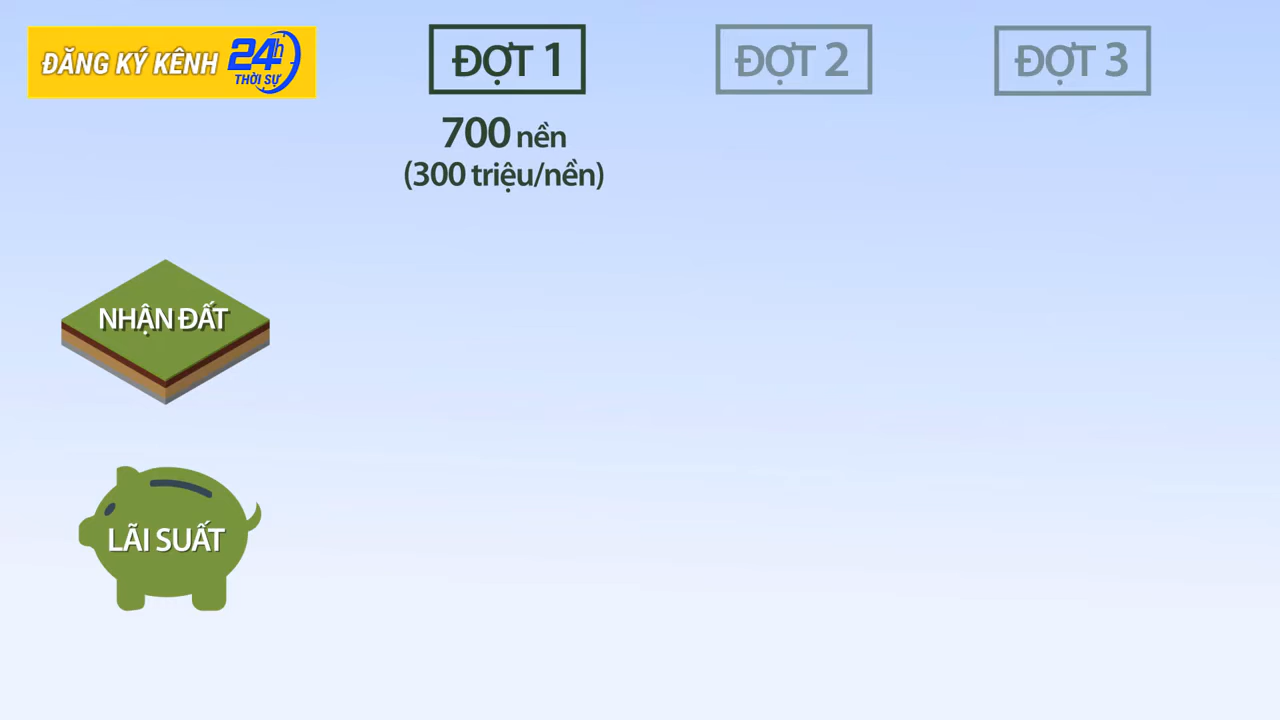 ĐĂNG KÝ KÊNH 24h
THỜI SỰ
ĐỢT 1
ĐỢT 2
ĐỢT 3
700 nền
(300 triệu/nền)
NHẬN ĐẤT
LÃI SUẤT